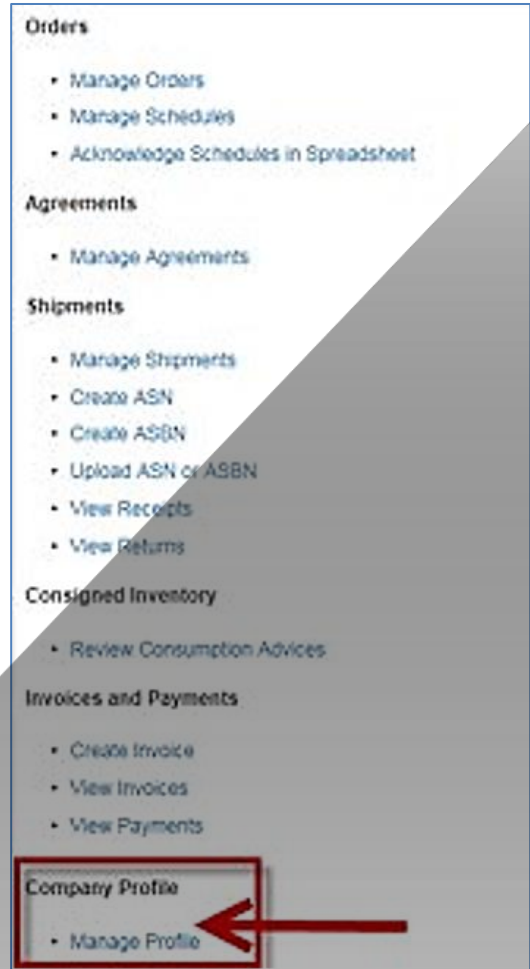 Orders
• Manage Orders
• Manage Schedules
• Acknowledge Schedules in Spreadsheet
Agreements
• Manage Agreements
Shipments
• Manage Shipments
• Create ASN
• Create ASBN
• Upload ASN or ASBN
• View Receipts
• View Returns
Consigned Inventory
• Review Consumption Advices
Invoices and Payments
• Create Invoice
• View Invoices
• View Payments
Company Profile
• Manage Profile